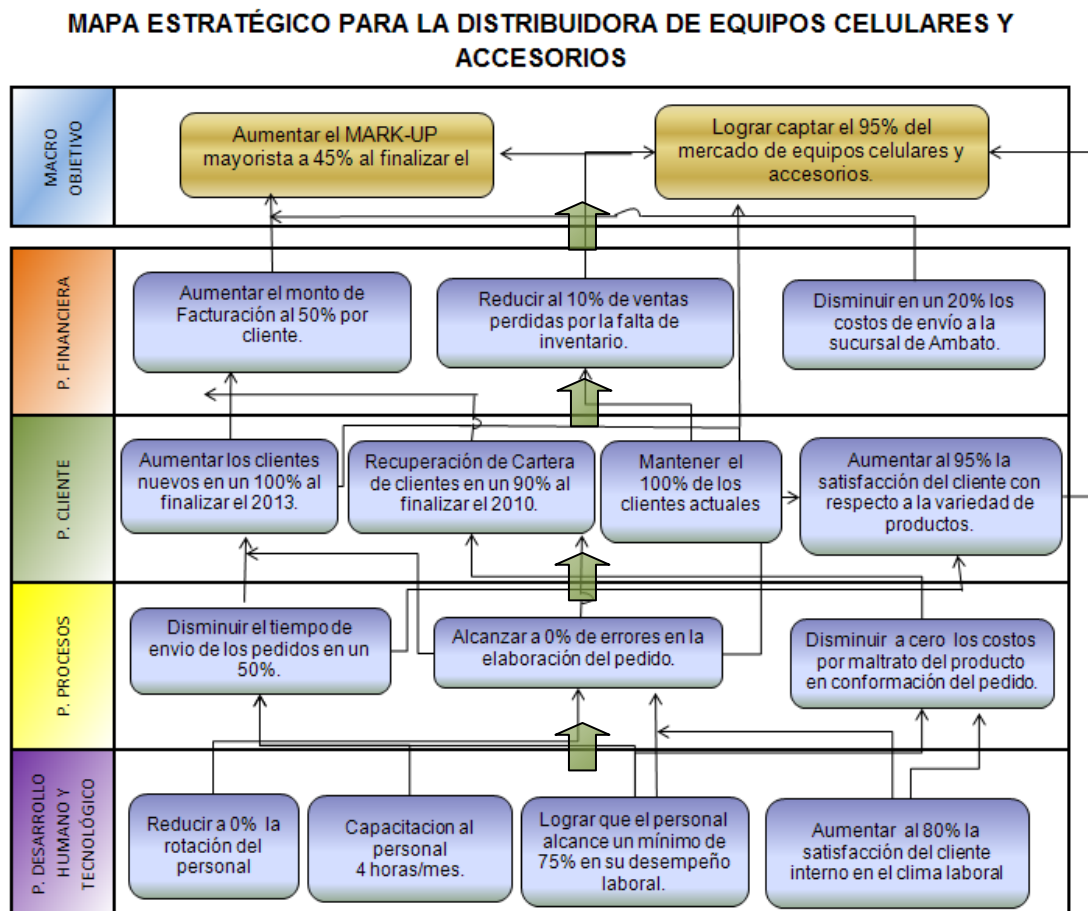 MAPA ESTRATÉGICO PARA LA DISTRIBUIDORA DE EQUIPOS CELULARES Y
ACCESORIOS
MACRO
OBJETIVO
Aumentar el MARK-UP
mayorista a 45% al finalizar el
Lograr captar el 95% del
mercado de equipos celulares y
accesorios.
P. FINANCIERA
Aumentar el monto de
Facturación al 50% por
cliente.
Reducir al 10% de ventas
perdidas por la falta de
inventario.
Disminuir en un 20% los
costos de envío a la
sucursal de Ambato.
P. CLIENTE
Aumentar los clientes
nuevos en un 100% al
finalizar el 2013.
Recuperación de Cartera
de clientes en un 90% al
finalizar el 2010.
Mantener el
100% de los
clientes actuales
Aumentar al 95% la
satisfacción del cliente con
respecto a la variedad de
productos.
P. PROCESOS
Disminuir el tiempo de
envio de los pedidos en un
50%.
Alcanzar a 0% de errores en la
elaboración del pedido.
Disminuir a cero los costos
por maltrato del producto
en conformación del pedido.
P. DESARROLLO
HUMANO Y
TECNOLÓGICO
Reducir a 0% la
rotación del
personal
Capacitacion al
personal
4 horas/mes.
Lograr que el personal
alcance un mínimo de
75% en su desempeño
laboral.
Aumentar al 80% la
satisfacción del cliente
interno en el clima laboral